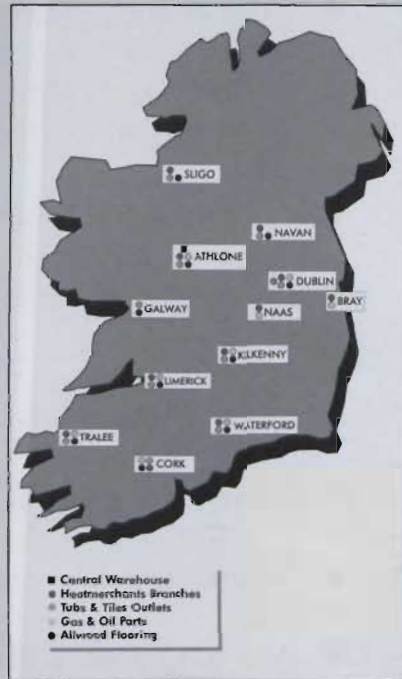 SLIGO
NAVAN
ATHLONE
DUBLIN
BRAY
GALWAY
NAAS
KILKENNY
LIMERICK
WATERFORD
TRALEE
CORK
Central Warehouse
Heatmerchants Branches
Tubs & Tiles Outlets
Gas & Oil Parts
Allwood Flooring